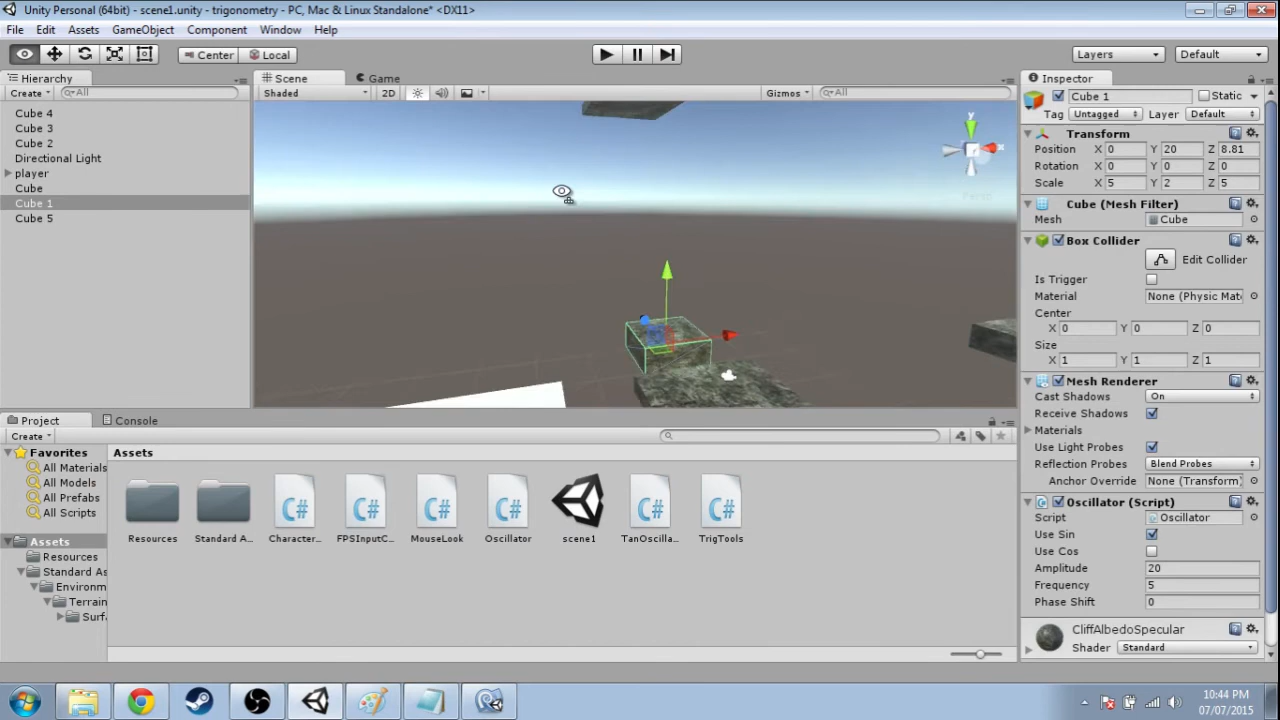 Unity Personal (64bit) - scene1.unity - trigonometry - PC, Mac & Linux Standalone* <DX11>
File Edit Assets GameObject Component Window Help
Center Local Layers Default
Hierarchy Scene Game Inspector
Create All Shaded 2D Gizmos All Cube 1 Static
Tag Untagged Layer Default
Cube 4
Cube 3
Cube 2
Directional Light
player
Cube
Cube 1
Cube 5
y
x
Persp
Transform
Position X 0 Y 20 Z 8.81
Rotation X 0 Y 0 Z 0
Scale X 5 Y 2 Z 5
Cube (Mesh Filter)
Mesh Cube
Box Collider
Edit Collider
Is Trigger
Material None (Physic Mat
Center
X 0 Y 0 Z 0
Size
X 1 Y 1 Z 1
Mesh Renderer
Cast Shadows On
Receive Shadows
Materials
Use Light Probes
Reflection Probes Blend Probes
Anchor Override None (Transform)
Oscillator (Script)
Script Oscillator
Use Sin
Use Cos
Amplitude 20
Frequency 5
Phase Shift 0
CliffAlbedoSpecular
Shader Standard
Project Console
Create
Favorites
All Materials
All Models
All Prefabs
All Scripts
Assets
Resources
Standard As
Environm
Terrain
Surf
Assets
C# C# C# C# C# C#
Resources Standard A... Character... FPSInputC... MouseLook Oscillator scene1 TanOscilla... TrigTools
10:44 PM
07/07/2015